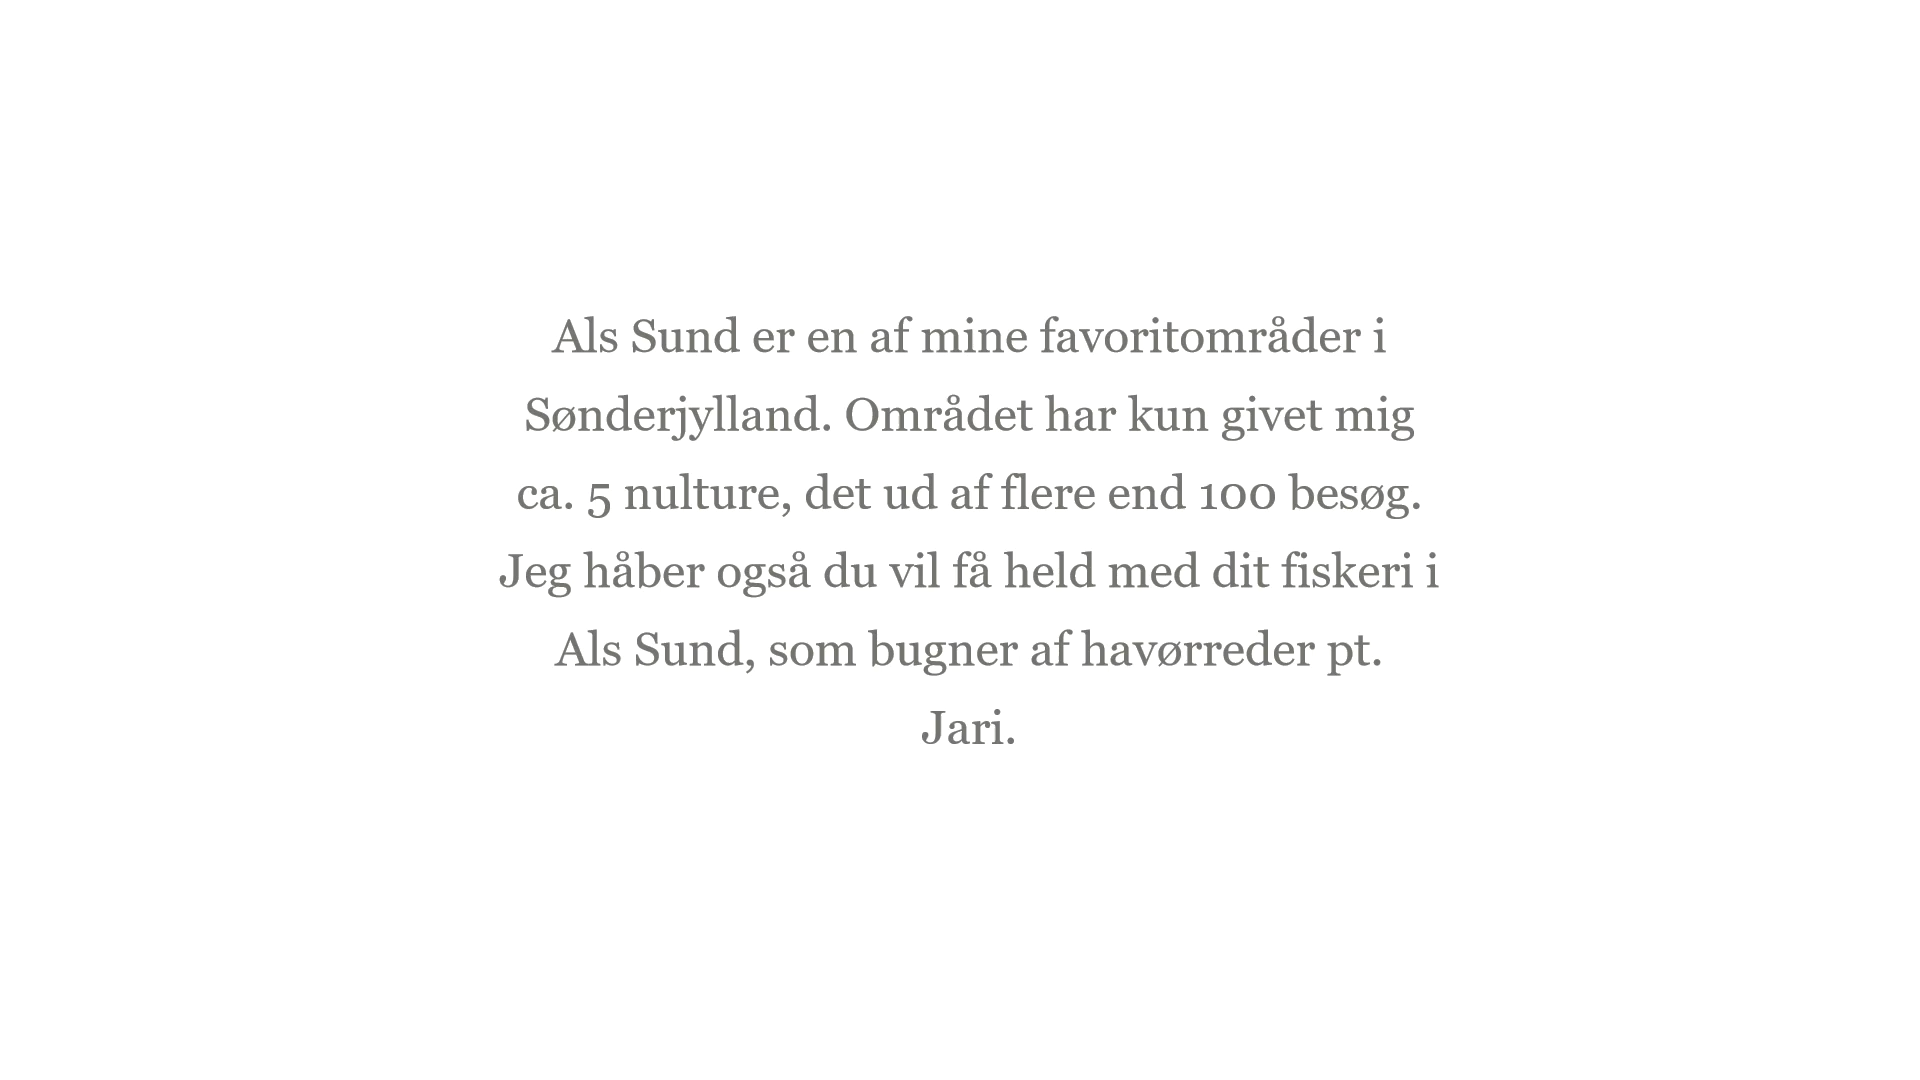 Als Sund er en af mine favoritområder i
Sønderjylland. Området har kun givet mig
ca. 5 nulture, det ud af flere end 100 besøg.
Jeg håber også du vil få held med dit fiskeri i
Als Sund, som bugner af havørreder pt.
Jari.